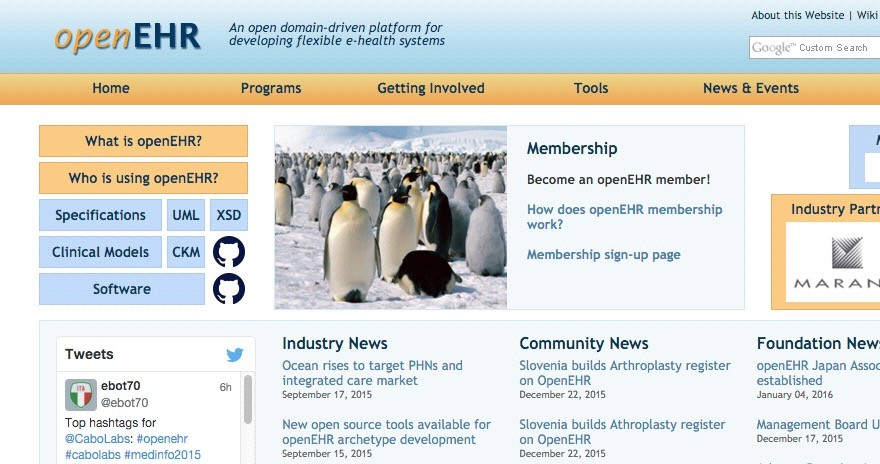 About this Website | Wiki
openEHR
An open domain-driven platform for
developing flexible e-health systems
Google™ Custom Search
Home Programs Getting Involved Tools News & Events
What is openEHR?
Who is using openEHR?
Specifications UML XSD
Clinical Models CKM
Software
Membership
Become an openEHR member!
How does openEHR membership
work?
Membership sign-up page
Industry Partn
MARAN
Tweets
ebot70 6h
@ebot70
Top hashtags for
@CaboLabs: #openehr
#cabolabs #medinfo2015
Industry News
Ocean rises to target PHNs and
integrated care market
September 17, 2015
New open source tools available for
openEHR archetype development
September 15, 2015
Community News
Slovenia builds Arthroplasty register
on OpenEHR
December 22, 2015
Slovenia builds Athroplasty register
on OpenEHR
December 22, 2015
Foundation News
openEHR Japan Assoc
established
January 04, 2016
Management Board U
December 17, 2015